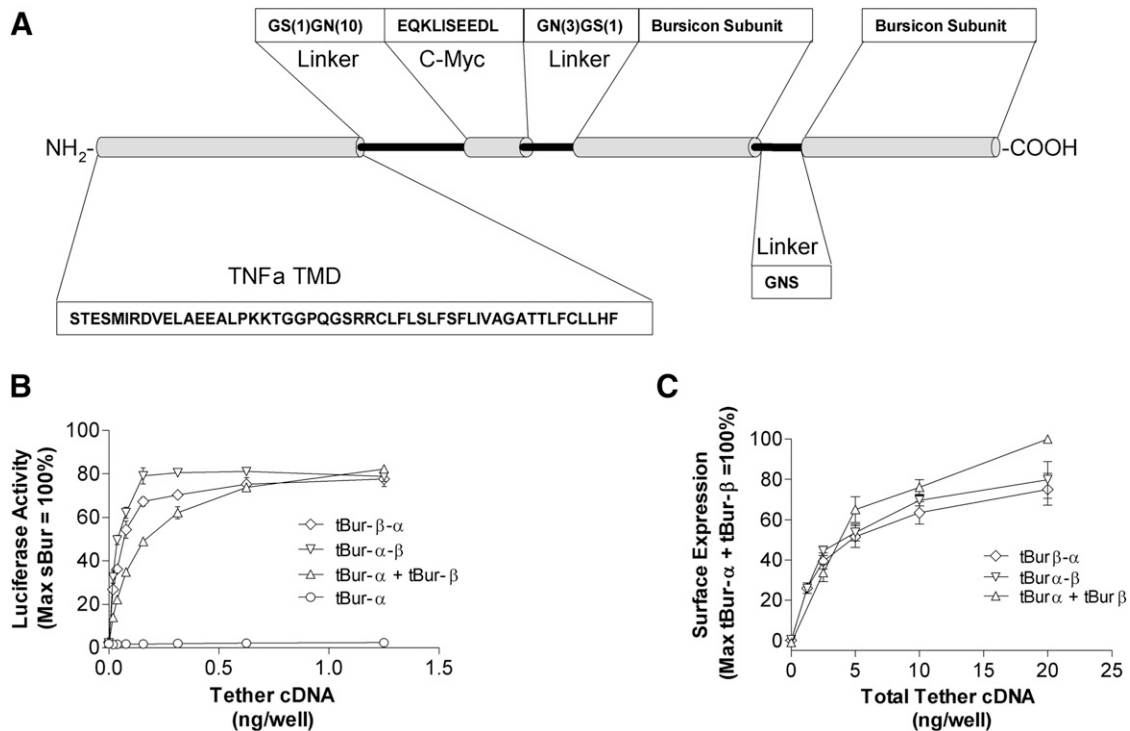 A
GS(1)GN(10) EQKLISEEDL GN(3)GS(1) Bursicon Subunit Bursicon Subunit
Linker C-Myc Linker
NH2- -COOH
Linker
GNS
TNFa TMD
STESMIRDVELAEEALPKKTGGPQGSRRCLFLSLFSFLIVAGATTLFCLLHF
B
Luciferase Activity
(Max sBur = 100%)
100
80
60
40
20
0
0.0 0.5 1.0 1.5
tBur-β-α
tBur-α-β
tBur-α + tBur-β
tBur-α
Tether cDNA
(ng/well)
C
Surface Expression
(Max tBur-α + tBur-β =100%)
100
80
60
40
20
0
0 5 10 15 20 25
tBurβ-α
tBurα-β
tBurα + tBurβ
Total Tether cDNA
(ng/well)